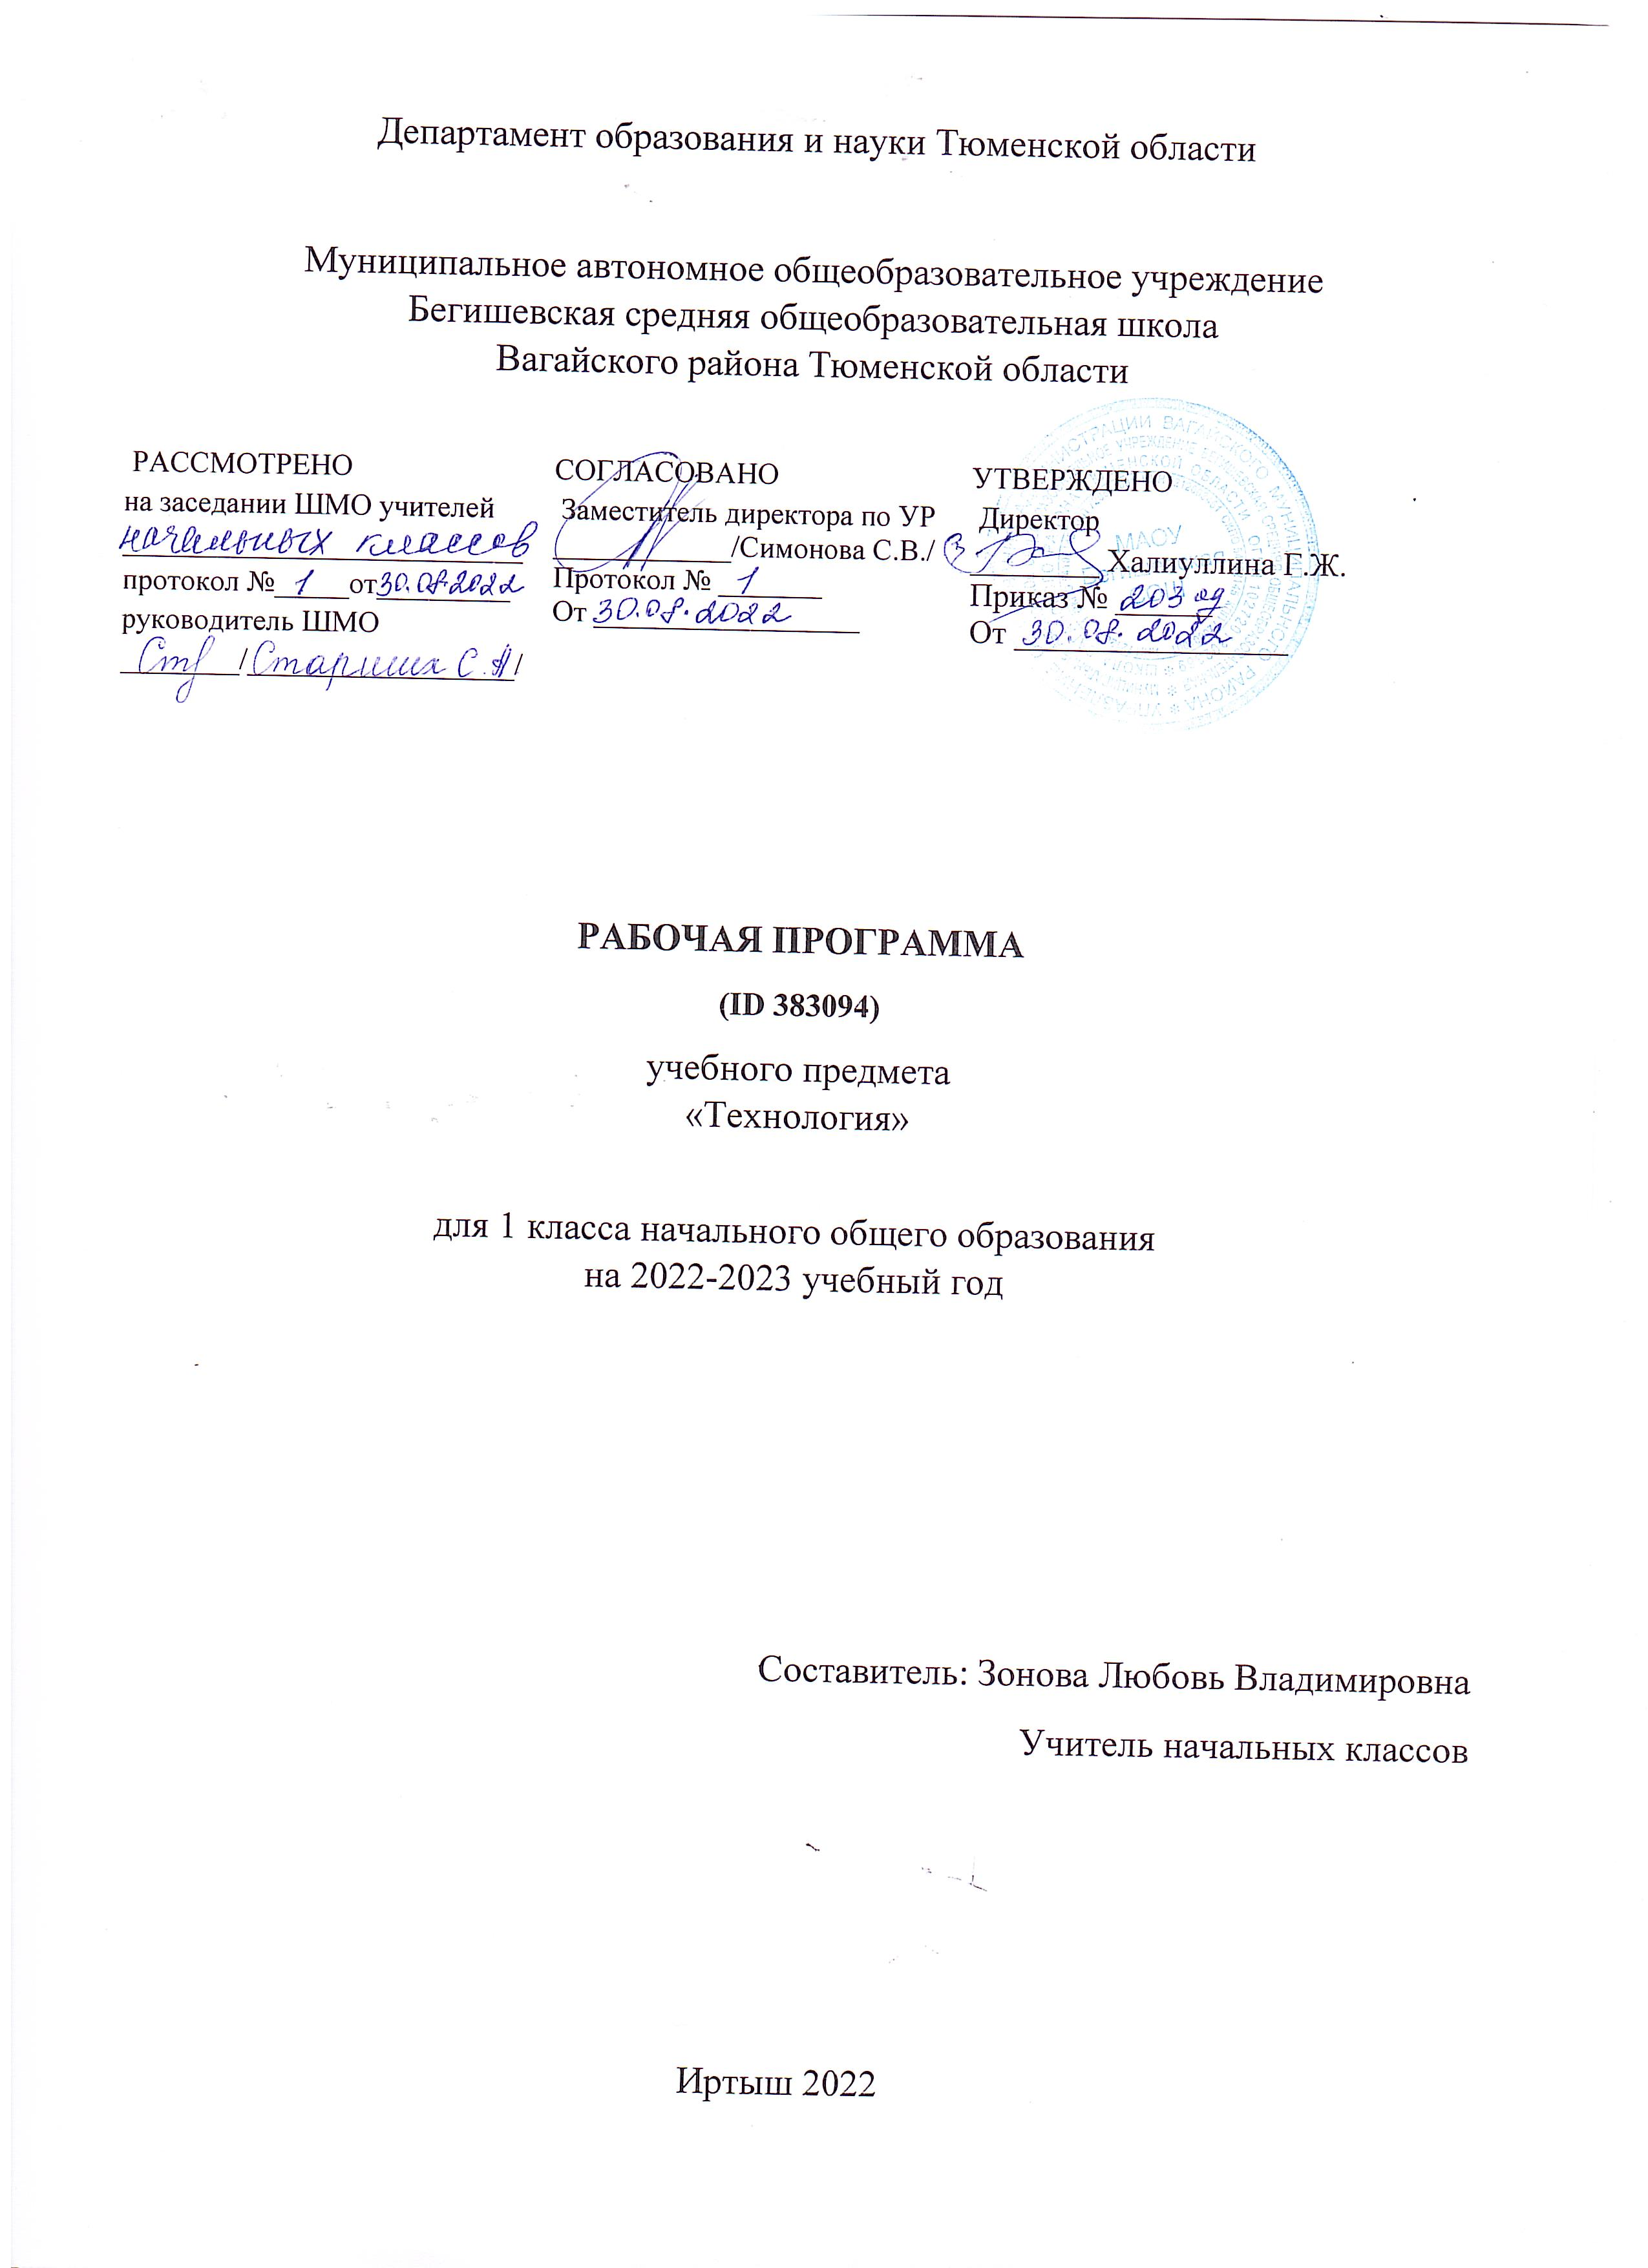 Департамент образования и науки Тюменской области
Муниципальное автономное общеобразовательное учреждение
Бегишевская средняя общеобразовательная школа
Вагайского района Тюменской области
РАССМОТРЕНО
на заседании ШМО учителей
начальных классов
протокол № 1 от 30.08.2022
руководитель ШМО
/ Старших С.А /
СОГЛАСОВАНО
Заместитель директора по УР
/Симонова С.В./
Протокол № 1
От 30.08.2022
УТВЕРЖДЕНО
Директор
Халиуллина Г.Ж.
Приказ № 203 од
От 30.08.2022
МАОУ
РАБОЧАЯ ПРОГРАММА
(ID 383094)
учебного предмета
«Технология»
для 1 класса начального общего образования
на 2022-2023 учебный год
Составитель: Зонова Любовь Владимировна
Учитель начальных классов
Иртыш 2022